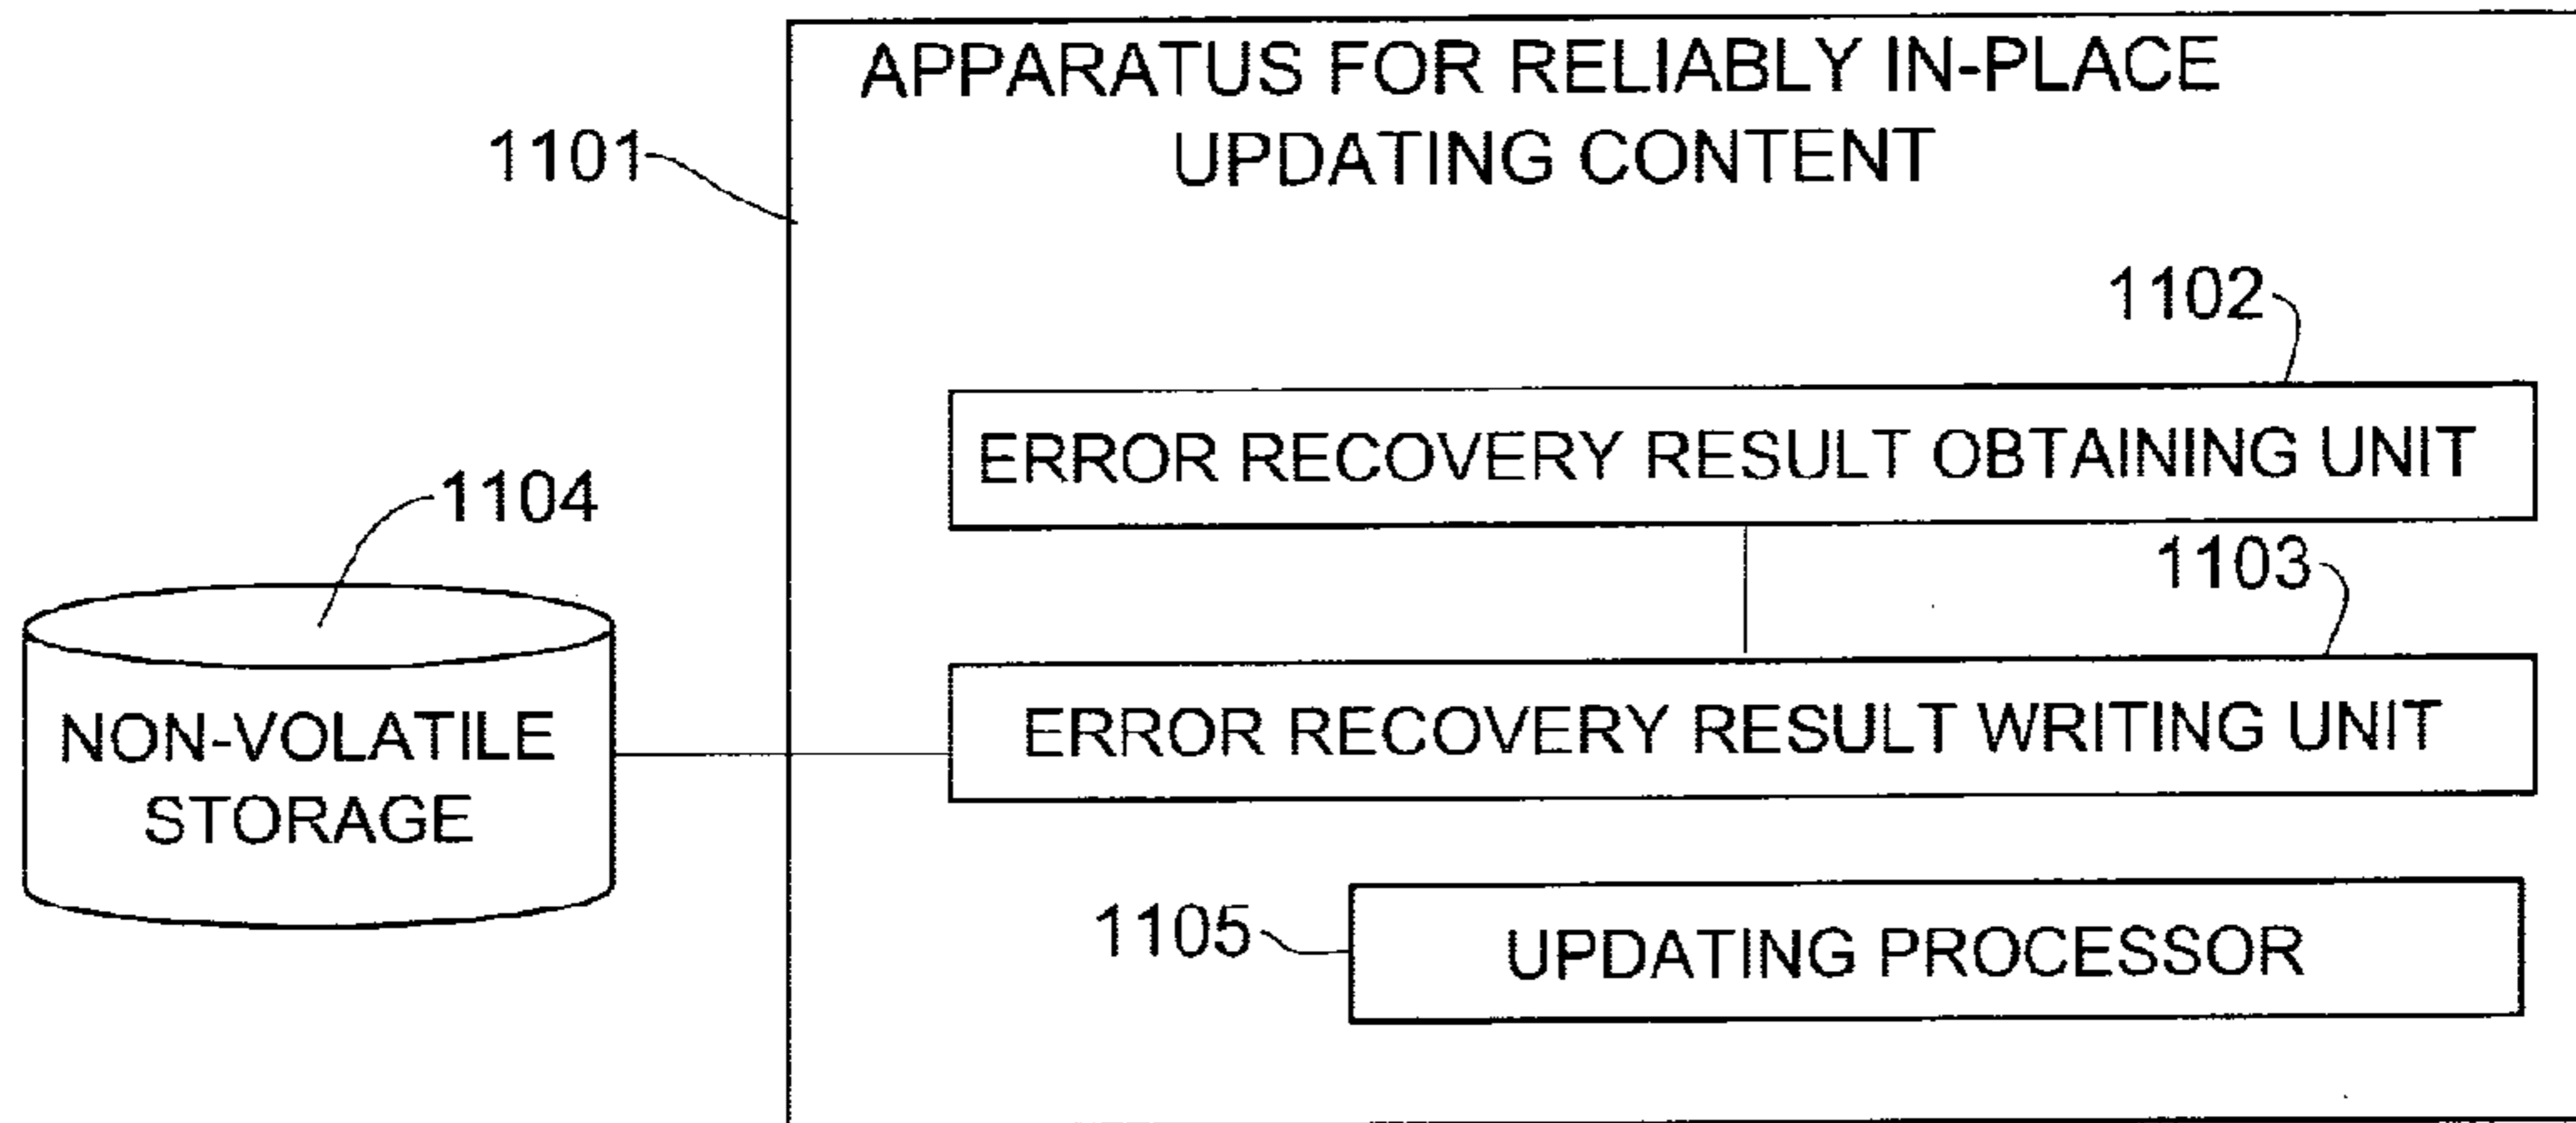 APPARATUS FOR RELIABLY IN-PLACE
UPDATING CONTENT
1101
1102
ERROR RECOVERY RESULT OBTAINING UNIT
1104
1103
NON-VOLATILE
STORAGE
ERROR RECOVERY RESULT WRITING UNIT
1105
UPDATING PROCESSOR